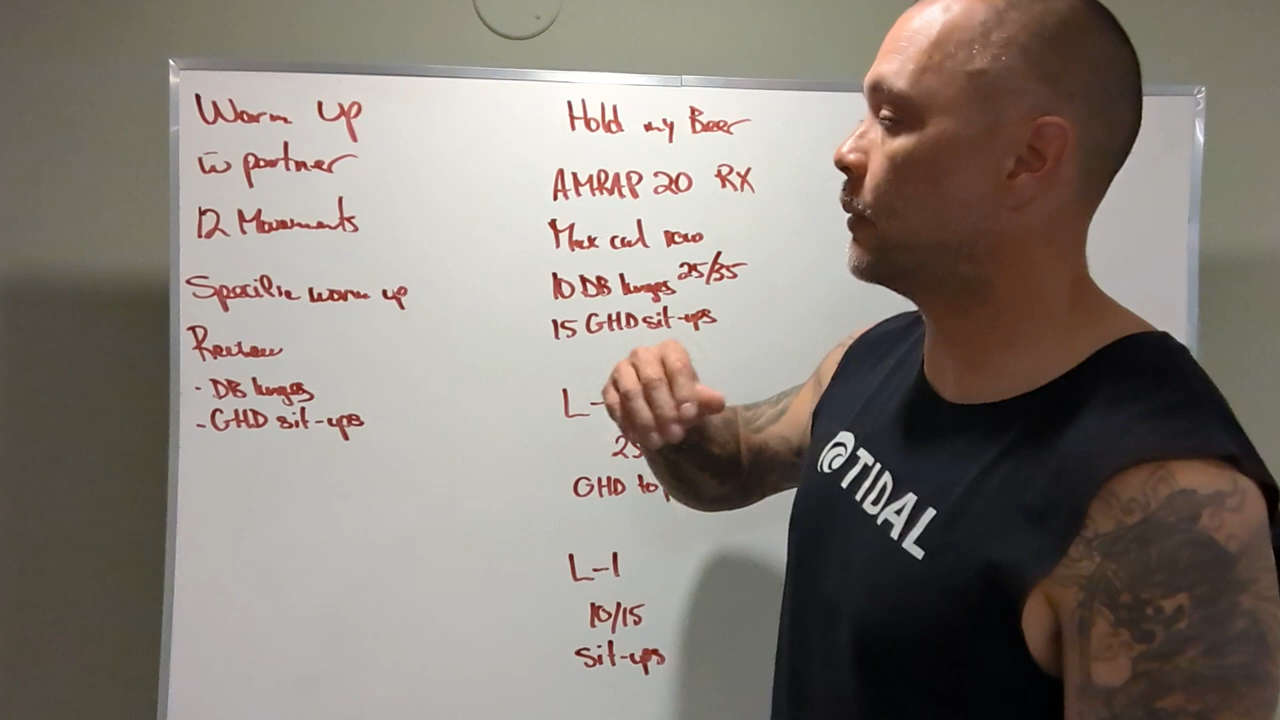 Warm up
w̄ partner
12 Movements
Specific warm up
Review
- DB lunges
- GHD sit-ups
Hold my Beer
AMRAP 20 RX
Max cal row
10 DB lunges 25/35
15 GHD sit-ups
L-
GHD to
L-1
10/15
sit-ups
TIDAL